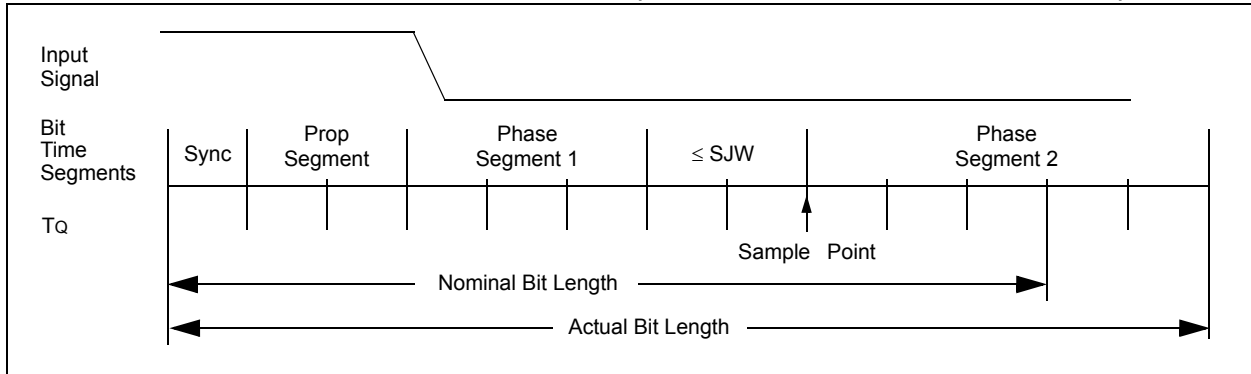 Input
Signal
Bit
Time
Segments
Sync
Prop
Segment
Phase
Segment 1
≤ SJW
Phase
Segment 2
TQ
Sample Point
Nominal Bit Length
Actual Bit Length